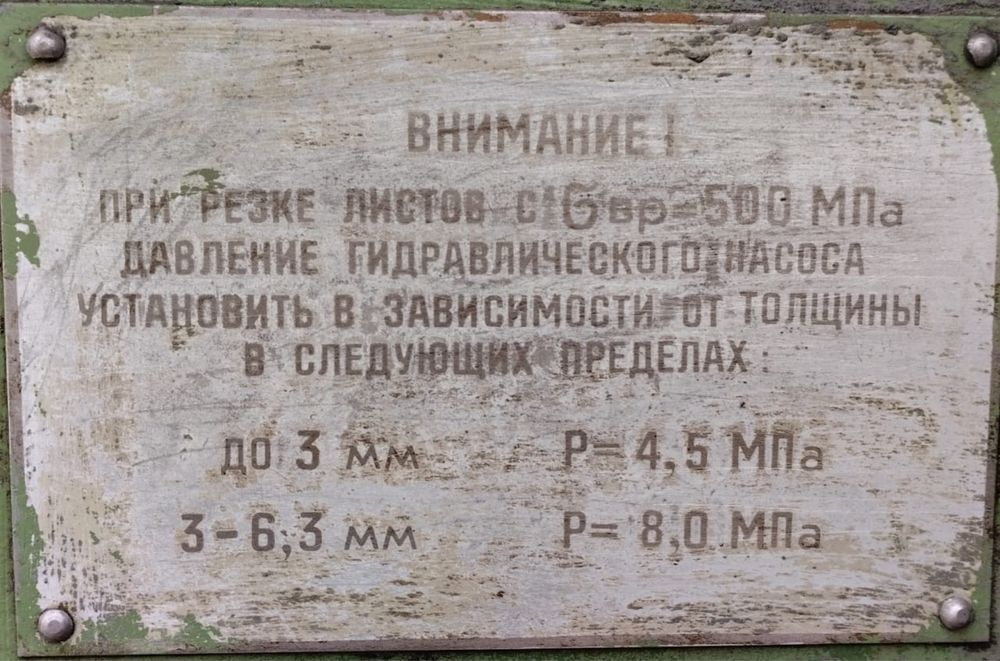 ВНИМАНИЕ!
ПРИ РЕЗКЕ ЛИСТОВ С Ϭвр=500 МПа
ДАВЛЕНИЕ ГИДРАВЛИЧЕСКОГО НАСОСА
УСТАНОВИТЬ В ЗАВИСИМОСТИ ОТ ТОЛЩИНЫ
В СЛЕДУЮЩИХ ПРЕДЕЛАХ:
ДО 3 мм P=4,5 МПа
3-6,3 мм P=8,0 МПа